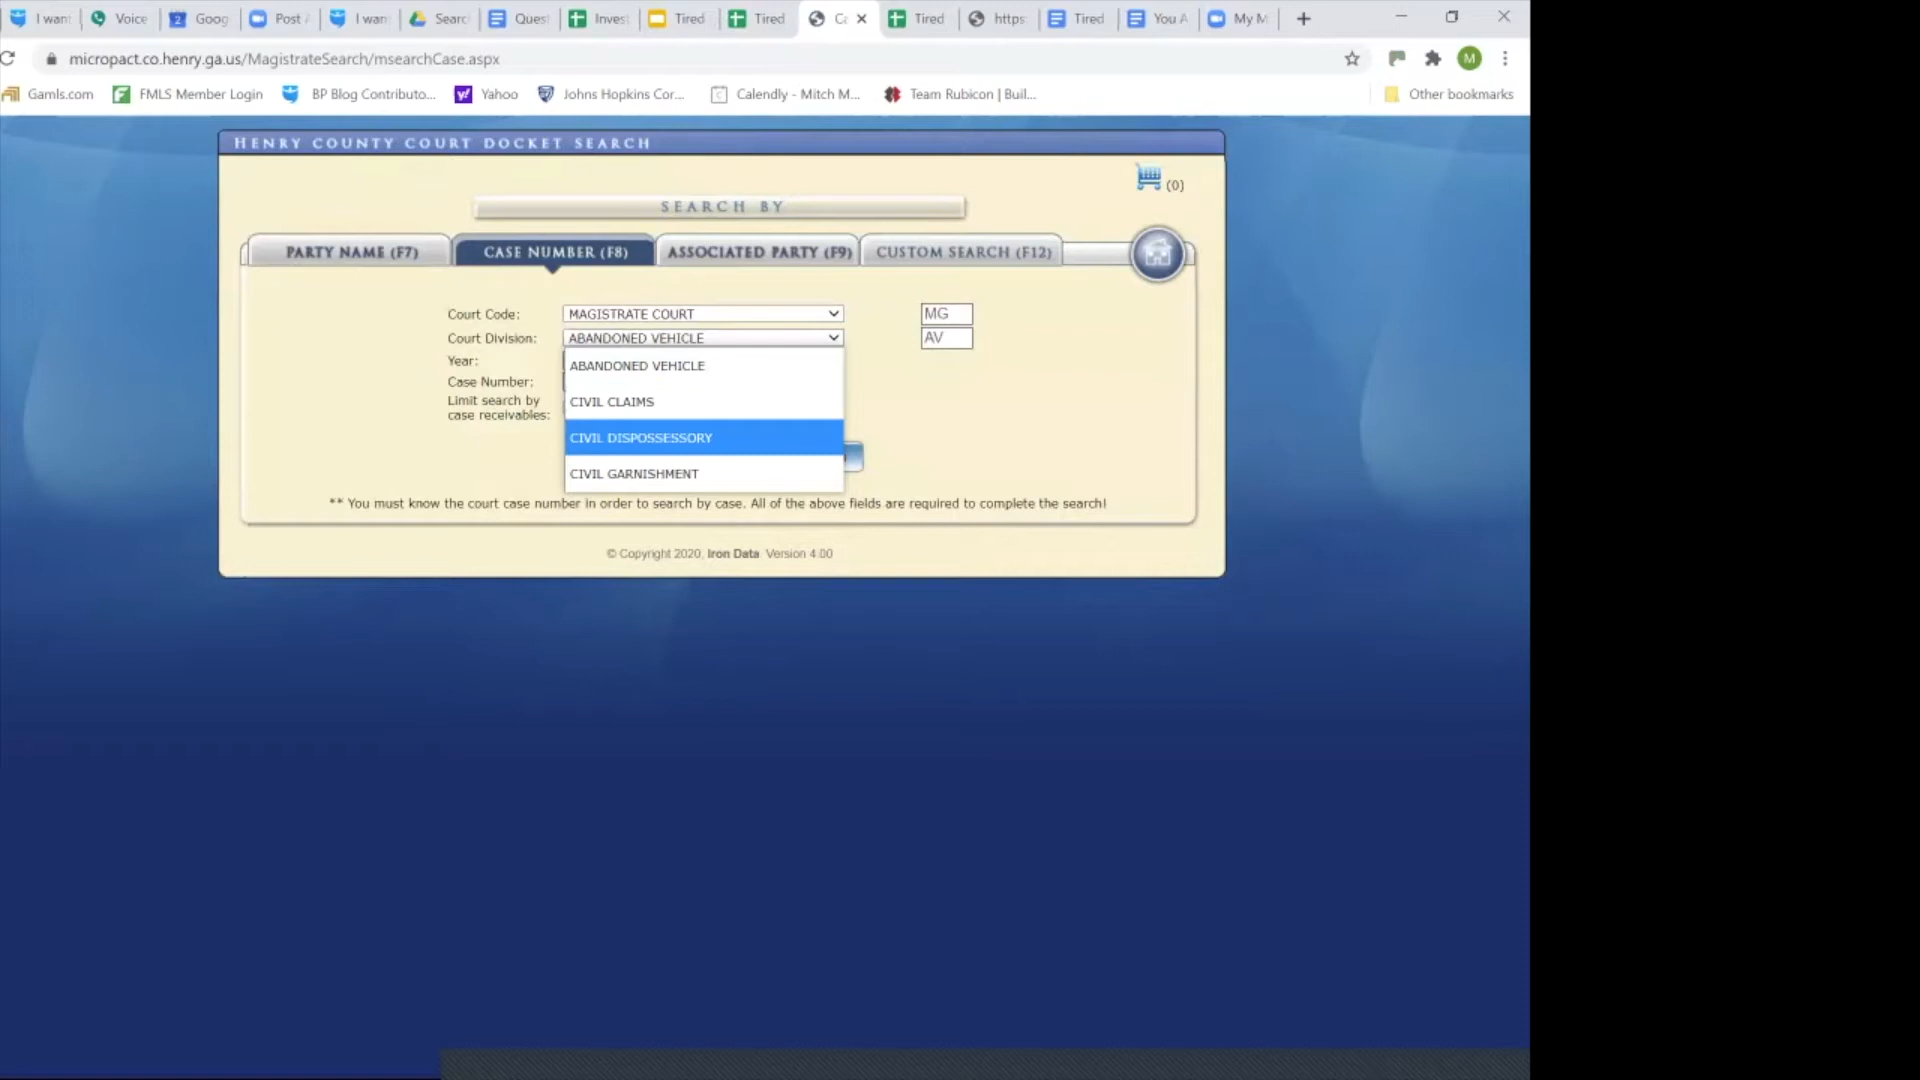 I want
Voice
2
Goog
Post /
I wan
Searc
Quest
Invest
Tired
Tired
Ca
Tired
https
Tired
You A
My M
micropact.co.henry.ga.us/MagistrateSearch/msearchCase.aspx
M
Gamls.com
FMLS Member Login
BP Blog Contributo...
Yahoo
Johns Hopkins Cor...
Calendly - Mitch M...
Team Rubicon | Buil...
Other bookmarks
HENRY COUNTY COURT DOCKET SEARCH
(0)
SEARCH BY
PARTY NAME (F7)
CASE NUMBER (F8)
ASSOCIATED PARTY (F9)
CUSTOM SEARCH (F12)
Court Code:
MAGISTRATE COURT
MG
Court Division:
ABANDONED VEHICLE
AV
Year:
ABANDONED VEHICLE
Case Number:
Limit search by
case receivables:
CIVIL CLAIMS
CIVIL DISPOSSESSORY
CIVIL GARNISHMENT
** You must know the court case number in order to search by case. All of the above fields are required to complete the search!
© Copyright 2020, Iron Data. Version 4.00